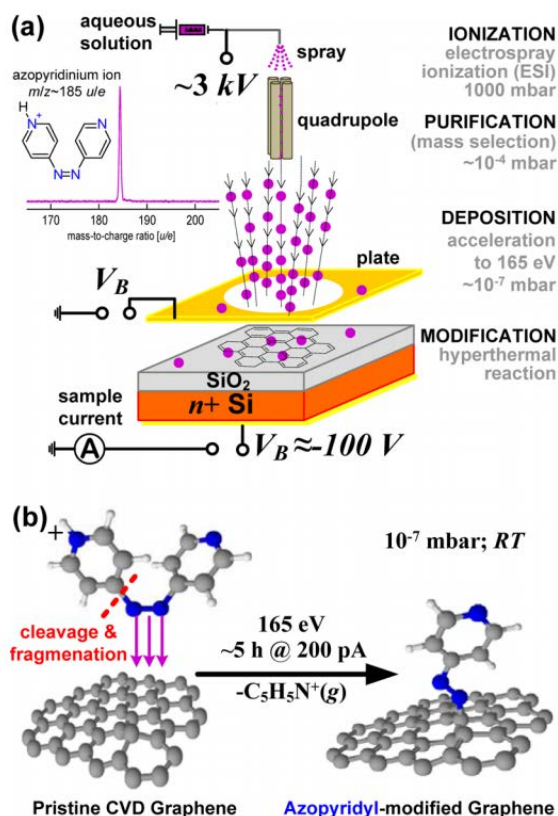 (a)
aqueous
solution
spray
~3 kV
IONIZATION
electrospray
ionization (ESI)
1000 mbar
azopyridinium ion
m/z~185 u/e
H
N+
N
N=N
quadrupole
PURIFICATION
(mass selection)
~10⁻⁴ mbar
170 180 190 200
mass-to-charge ratio [u/e]
DEPOSITION
acceleration
to 165 eV
~10⁻⁷ mbar
plate
V_B
MODIFICATION
hyperthermal
reaction
SiO₂
n+ Si
sample
current
A
V_B ≈-100 V
(b)
+
10⁻⁷ mbar; RT
cleavage &
fragmenation
165 eV
~5 h @ 200 pA
-C₅H₅N⁺(g)
Pristine CVD Graphene
Azopyridyl-modified Graphene